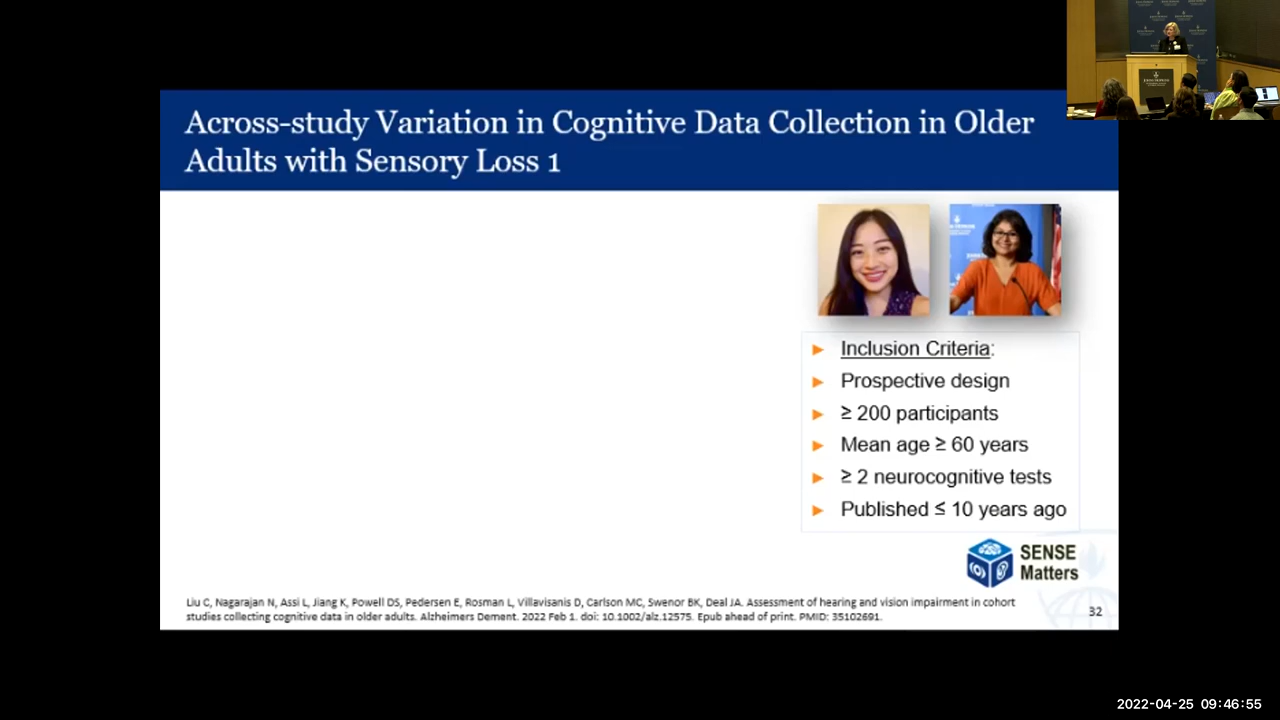 Across-study Variation in Cognitive Data Collection in Older
Adults with Sensory Loss 1
► Inclusion Criteria:
► Prospective design
► ≥ 200 participants
► Mean age ≥ 60 years
► ≥ 2 neurocognitive tests
► Published ≤ 10 years ago
SENSE
Matters
Liu C, Nagarajan N, Assi L, Jiang K, Powell DS, Pedersen E, Rosman L, Villavisanis D, Carlson MC, Swenor BK, Deal JA. Assessment of hearing and vision impairment in cohort
studies collecting cognitive data in older adults. Alzheimers Dement. 2022 Feb 1. doi: 10.1002/alz.12575. Epub ahead of print. PMID: 35102691.
32
2022-04-25 09:46:55